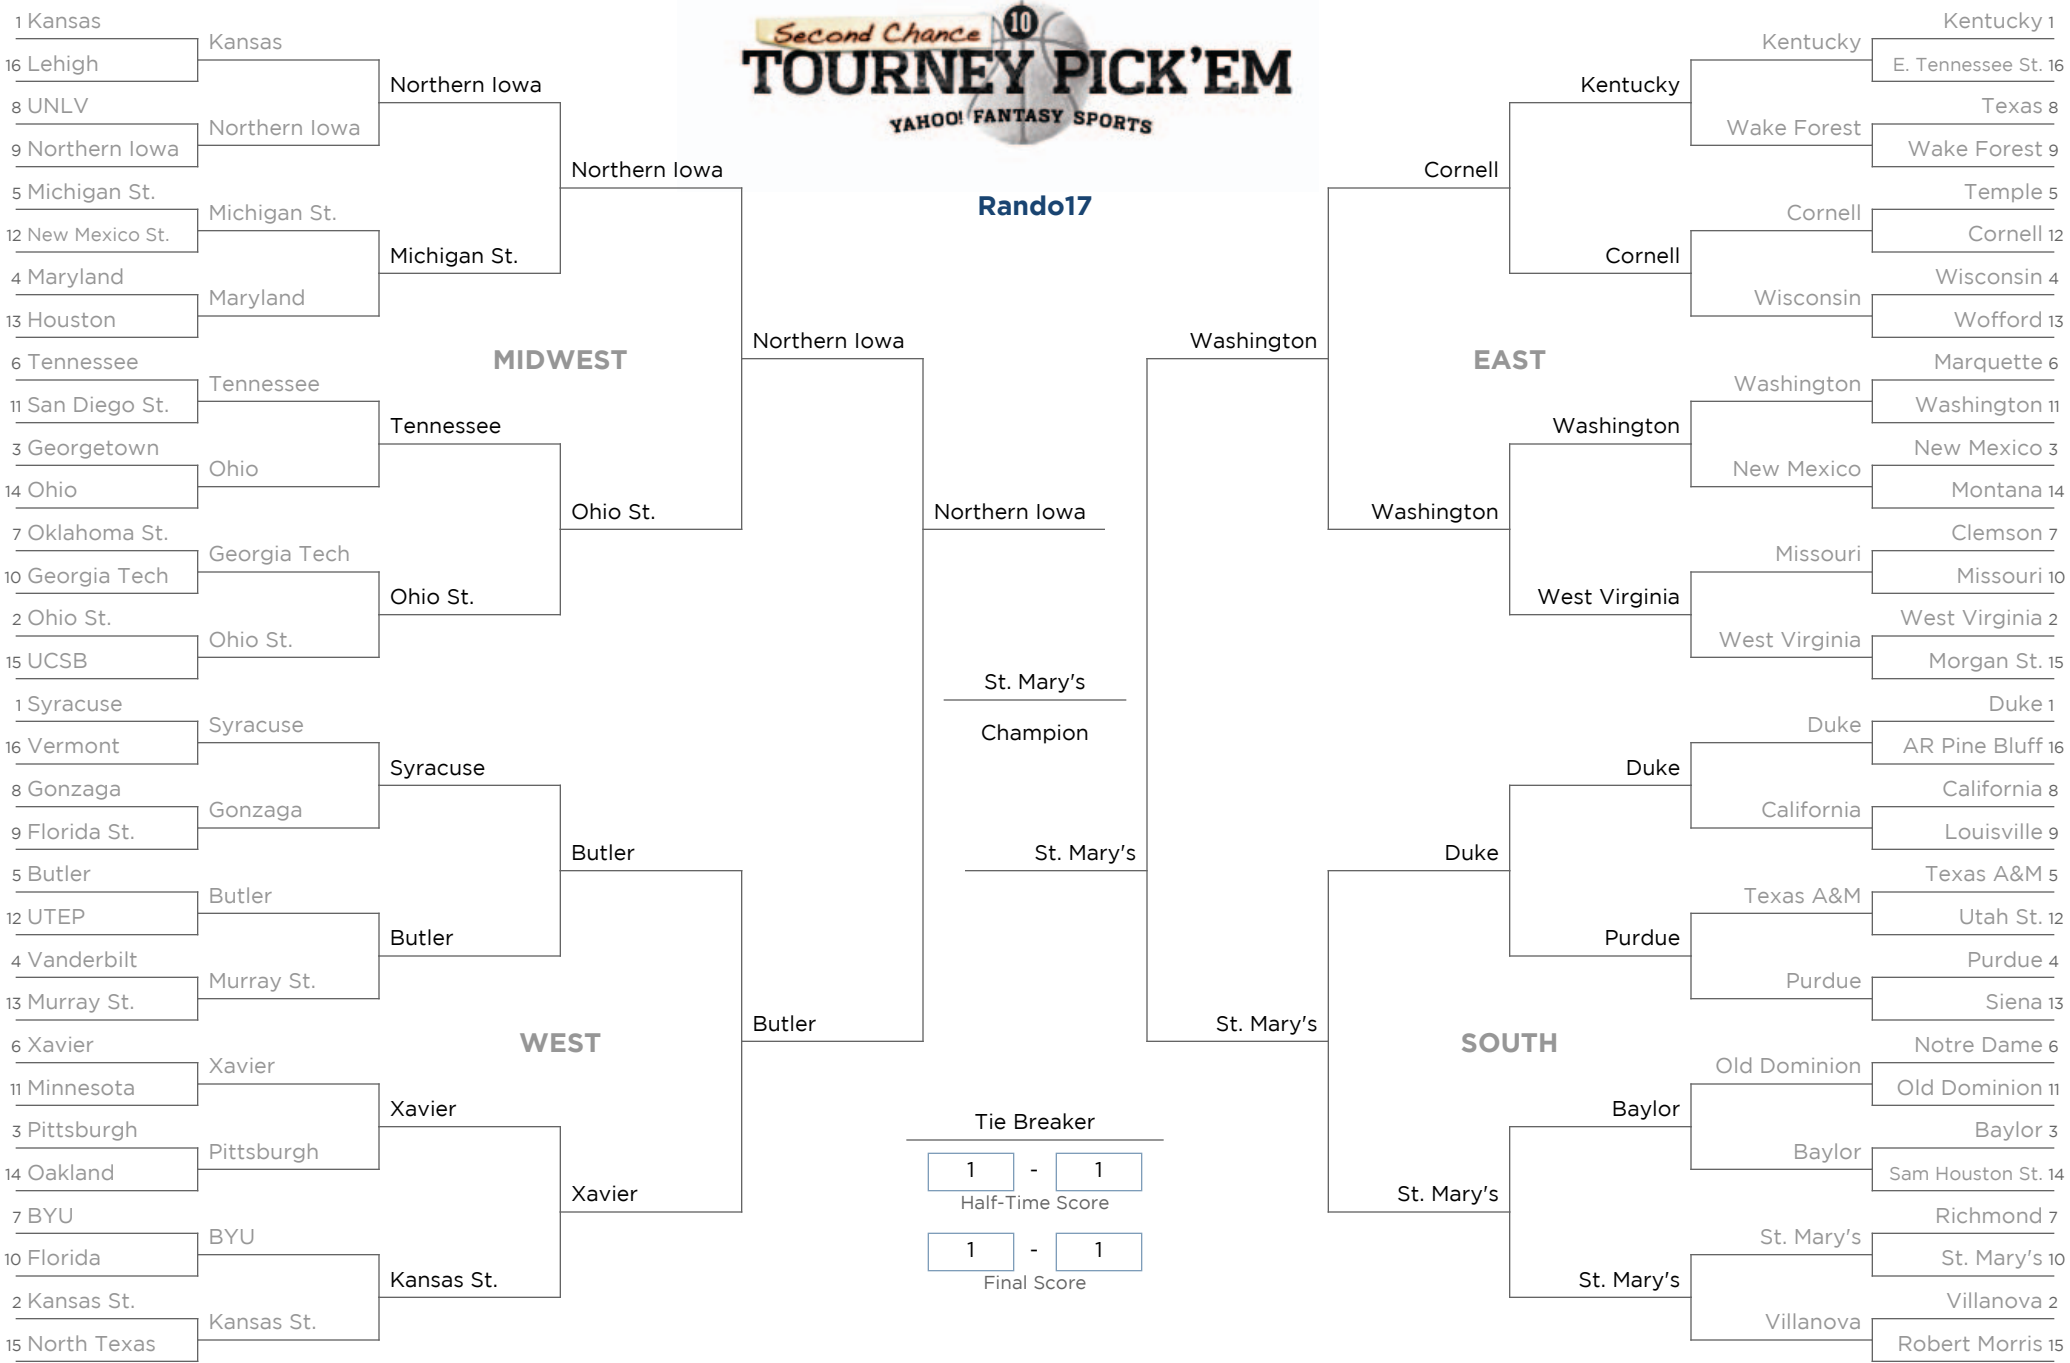 Second Chance 10
TOURNEY PICK'EM
YAHOO! FANTASY SPORTS
Rando17
1 Kansas
16 Lehigh
8 UNLV
9 Northern Iowa
5 Michigan St.
12 New Mexico St.
4 Maryland
13 Houston
6 Tennessee
11 San Diego St.
3 Georgetown
14 Ohio
7 Oklahoma St.
10 Georgia Tech
2 Ohio St.
15 UCSB
Kansas
Northern Iowa
Michigan St.
Maryland
Tennessee
Ohio
Georgia Tech
Ohio St.
Northern Iowa
Michigan St.
Tennessee
Ohio St.
Northern Iowa
Ohio St.
Northern Iowa
MIDWEST
1 Syracuse
16 Vermont
8 Gonzaga
9 Florida St.
5 Butler
12 UTEP
4 Vanderbilt
13 Murray St.
6 Xavier
11 Minnesota
3 Pittsburgh
14 Oakland
7 BYU
10 Florida
2 Kansas St.
15 North Texas
Syracuse
Gonzaga
Butler
Murray St.
Xavier
Pittsburgh
BYU
Kansas St.
Syracuse
Butler
Xavier
Kansas St.
Butler
Xavier
Butler
WEST
Northern Iowa
St. Mary's
Champion
St. Mary's
Tie Breaker
1 - 1
Half-Time Score
1 - 1
Final Score
Kentucky 1
E. Tennessee St. 16
Texas 8
Wake Forest 9
Temple 5
Cornell 12
Wisconsin 4
Wofford 13
Marquette 6
Washington 11
New Mexico 3
Montana 14
Clemson 7
Missouri 10
West Virginia 2
Morgan St. 15
Kentucky
Wake Forest
Cornell
Wisconsin
Washington
New Mexico
Missouri
West Virginia
Kentucky
Cornell
Washington
West Virginia
Cornell
Washington
Washington
EAST
Duke 1
AR Pine Bluff 16
California 8
Louisville 9
Texas A&M 5
Utah St. 12
Purdue 4
Siena 13
Notre Dame 6
Old Dominion 11
Baylor 3
Sam Houston St. 14
Richmond 7
St. Mary's 10
Villanova 2
Robert Morris 15
Duke
California
Texas A&M
Purdue
Old Dominion
Baylor
St. Mary's
Villanova
Duke
Purdue
Baylor
St. Mary's
Duke
St. Mary's
St. Mary's
SOUTH